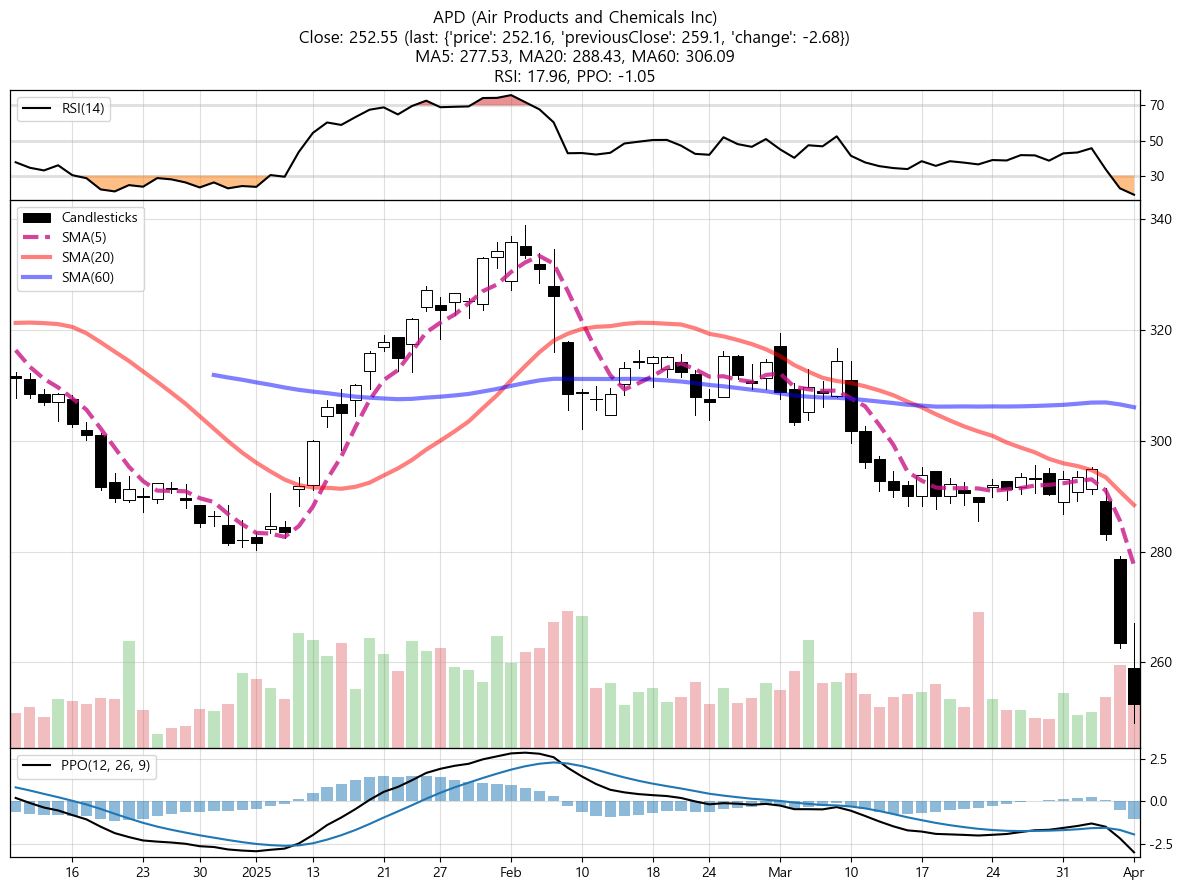 APD (Air Products and Chemicals Inc)
Close: 252.55 (last: {'price': 252.16, 'previousClose': 259.1, 'change': -2.68})
MA5: 277.53, MA20: 288.43, MA60: 306.09
RSI: 17.96, PPO: -1.05
RSI(14)
70
50
30
Candlesticks
SMA(5)
SMA(20)
SMA(60)
340
320
300
280
260
PPO(12, 26, 9)
2.5
0.0
-2.5
16 23 30 2025 13 21 27 Feb 10 18 24 Mar 10 17 24 31 Apr